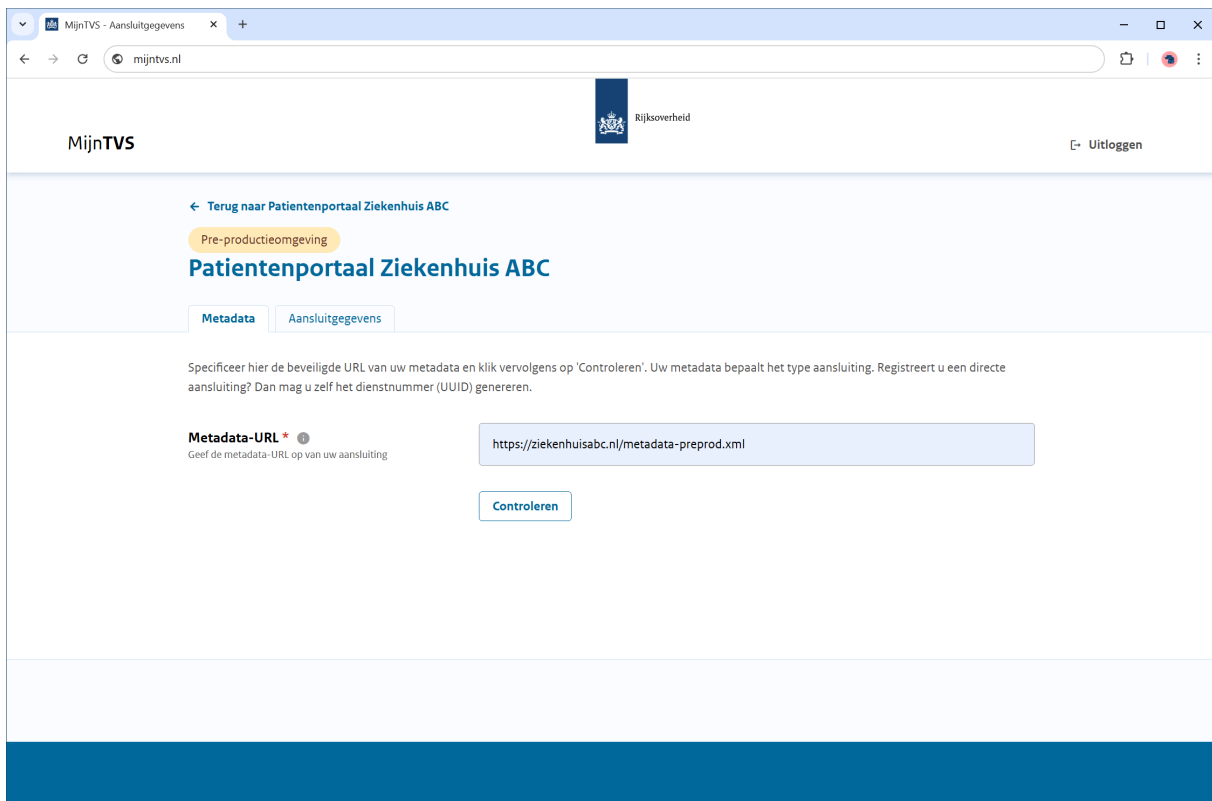 MijnTVS - Aansluitgegevens
mijntvs.nl
Rijksoverheid
MijnTVS
Uitloggen
Terug naar Patientenportaal Ziekenhuis ABC
Pre-productieomgeving
Patientenportaal Ziekenhuis ABC
Metadata
Aansluitgegevens
Specificeer hier de beveiligde URL van uw metadata en klik vervolgens op 'Controleren'. Uw metadata bepaalt het type aansluiting. Registreert u een directe
aansluiting? Dan mag u zelf het dienstnummer (UUID) genereren.
Metadata-URL *
https://ziekenhuisabc.nl/metadata-preprod.xml
Geef de metadata-URL op van uw aansluiting
Controleren